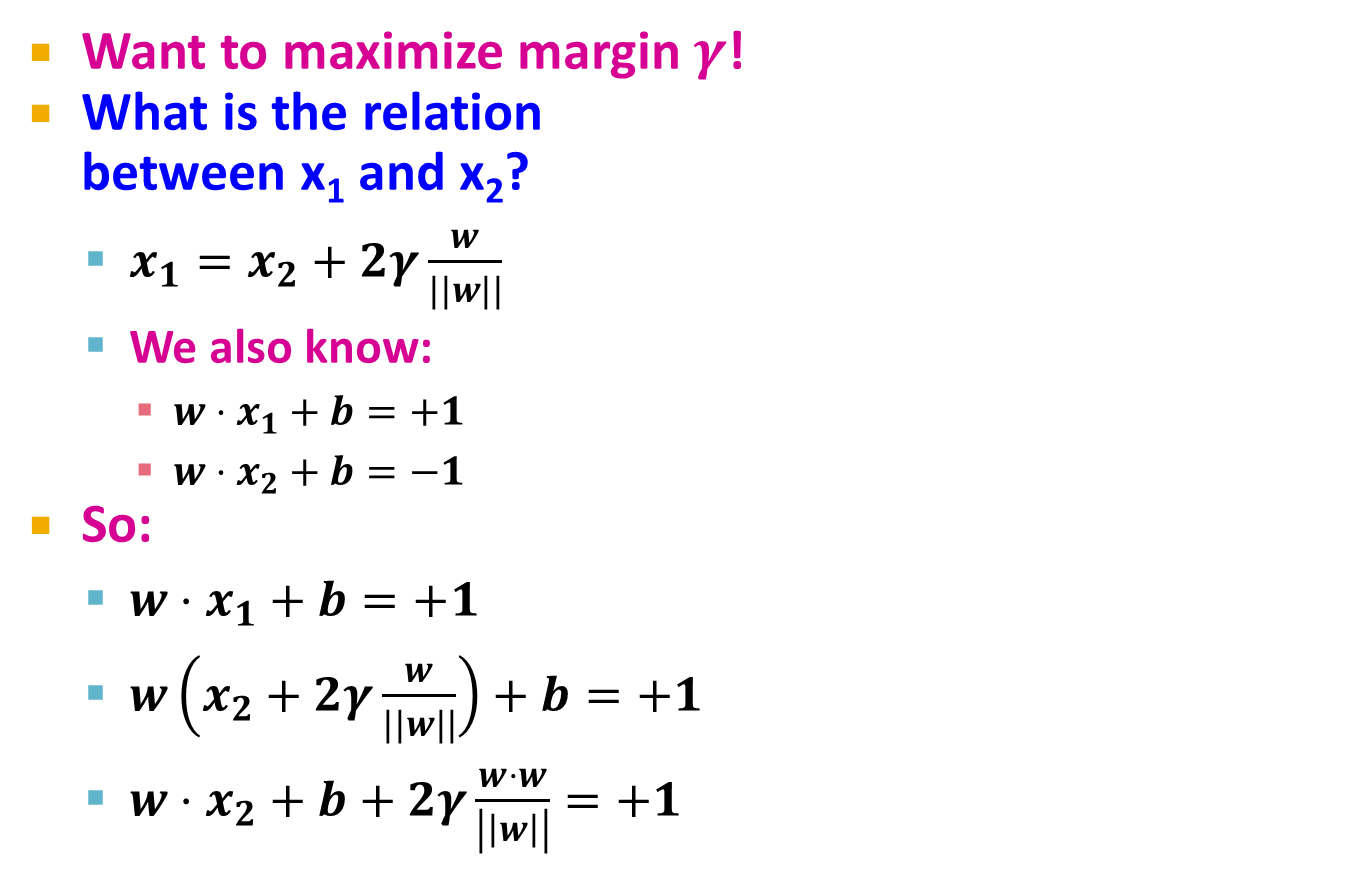 Want to maximize margin γ!
What is the relation
between x₁ and x₂?
x₁ = x₂ + 2γ w/||w||
We also know:
w · x₁ + b = +1
w · x₂ + b = −1
So:
w · x₁ + b = +1
w(x₂ + 2γ w/||w||) + b = +1
w · x₂ + b + 2γ w·w/||w|| = +1